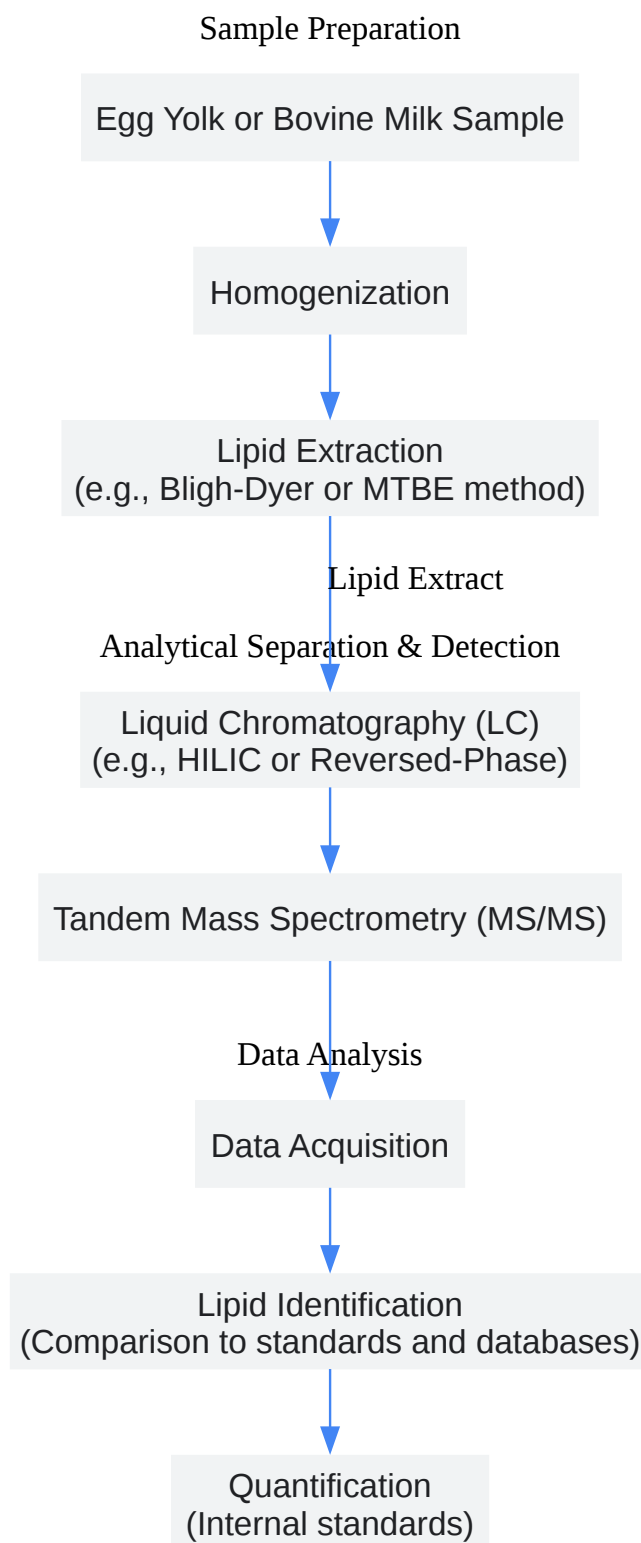 Sample Preparation
Egg Yolk or Bovine Milk Sample
Homogenization
Lipid Extraction
(e.g., Bligh-Dyer or MTBE method)
Lipid Extract
Analytical Separation & Detection
Liquid Chromatography (LC)
(e.g., HILIC or Reversed-Phase)
Tandem Mass Spectrometry (MS/MS)
Data Analysis
Data Acquisition
Lipid Identification
(Comparison to standards and databases)
Quantification
(Internal standards)